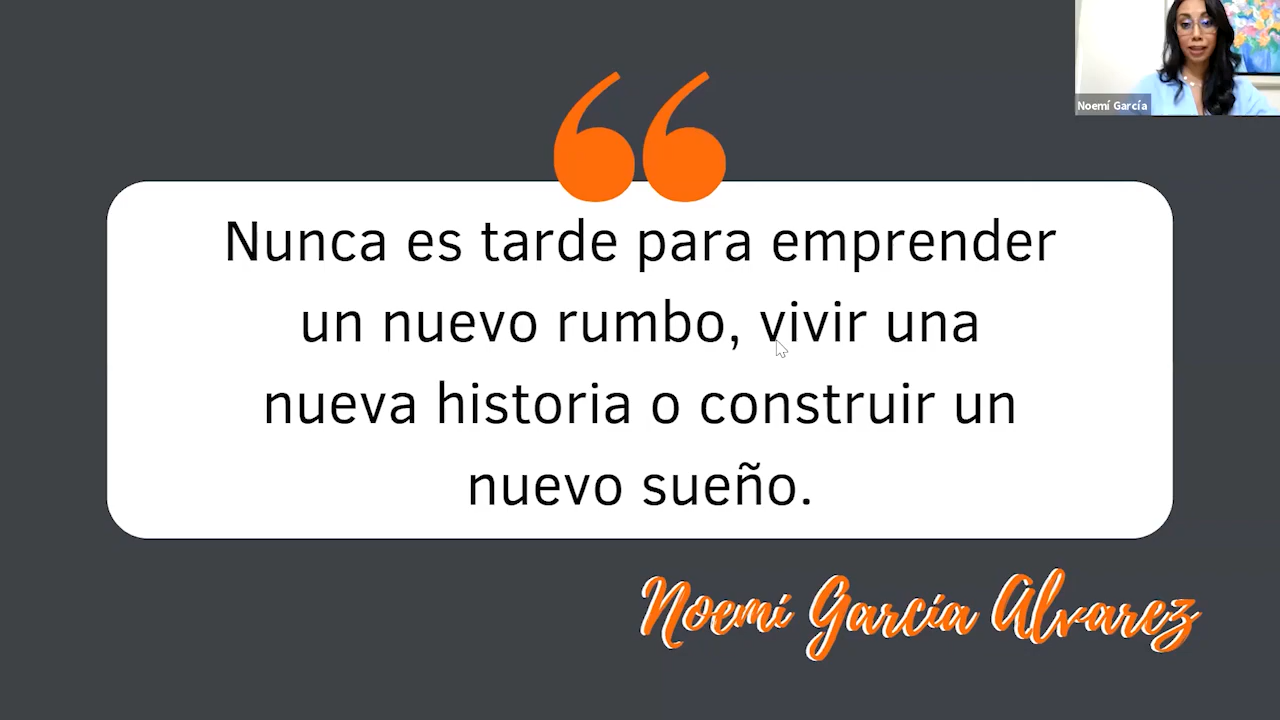 Noemí García
Nunca es tarde para emprender
un nuevo rumbo, vivir una
nueva historia o construir un
nuevo sueño.
Noemí García Álvarez